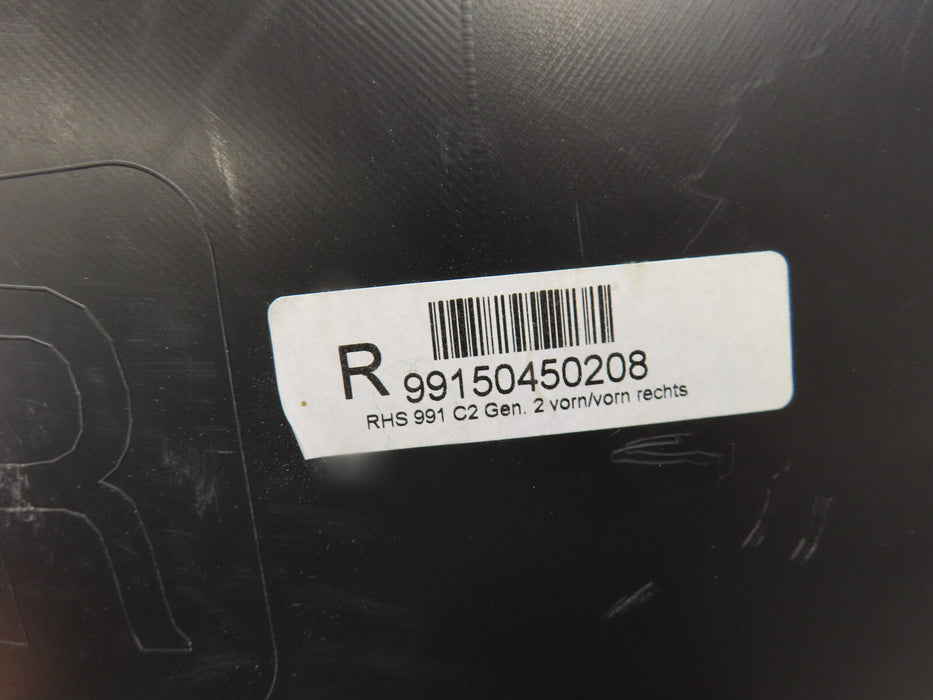 R
R 99150450208
RHS 991 C2 Gen. 2 vorn/vorn rechts